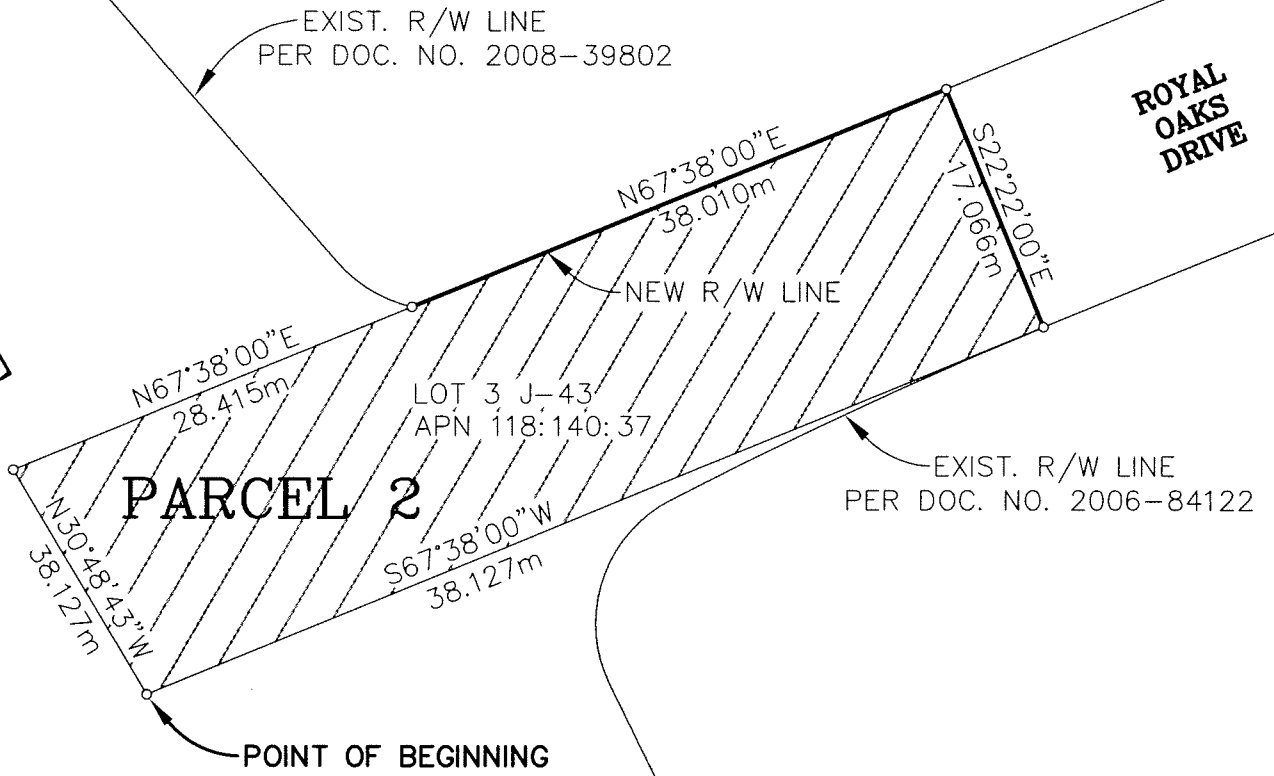 EXIST. R/W LINE
PER DOC. NO. 2008-39802
ROYAL
OAKS
DRIVE
N67°38'00"E
38.010m
S22°22'00"E
17.066m
NEW R/W LINE
N67°38'00"E
28.415m
LOT 3 J-43
APN 118:140:37
EXIST. R/W LINE
PER DOC. NO. 2006-84122
PARCEL 2
N30°48'43"W
38.127m
S67°38'00"W
38.127m
POINT OF BEGINNING